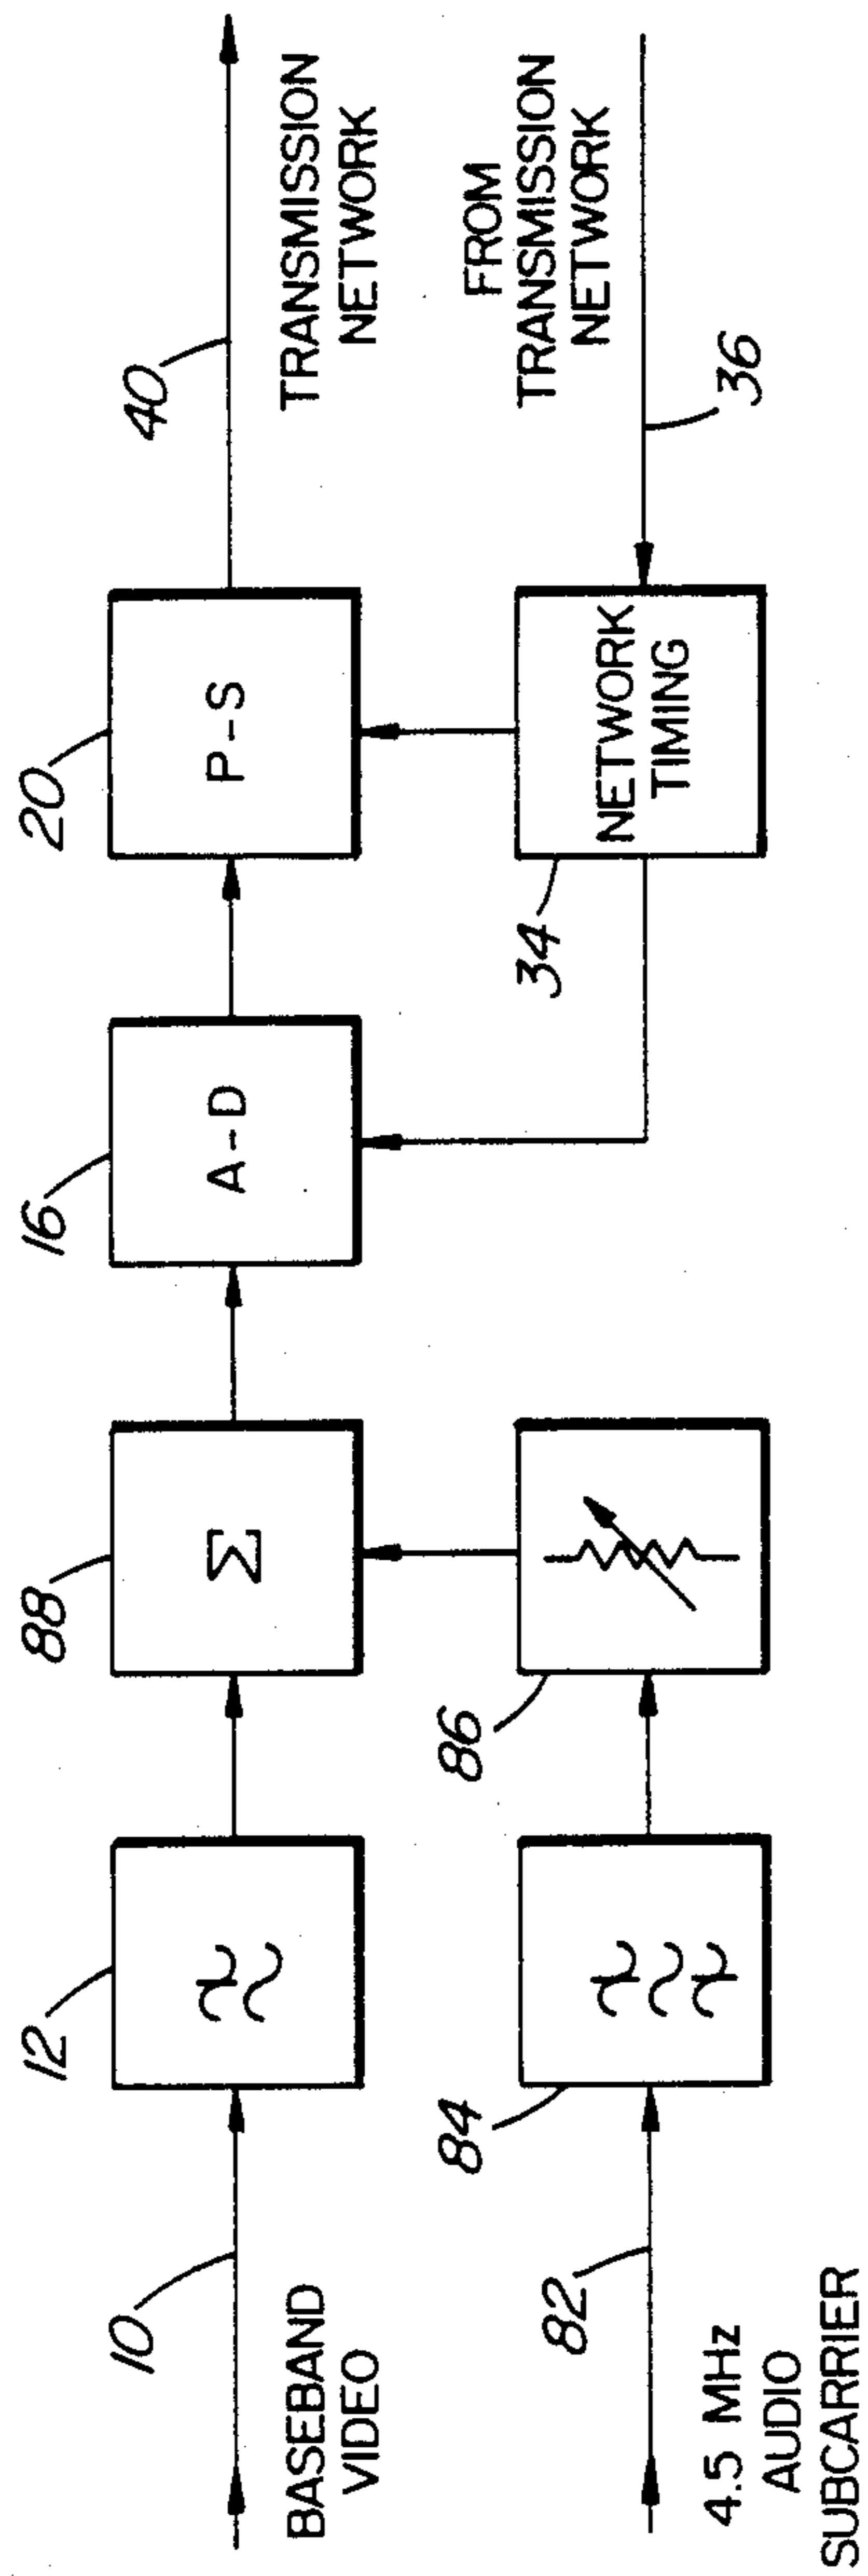 10
BASEBAND
VIDEO
12
88
Σ
16
A-D
20
P-S
40
TRANSMISSION
NETWORK
82
4.5 MHz
AUDIO
SUBCARRIER
84
86
34
NETWORK
TIMING
36
FROM
TRANSMISSION
NETWORK